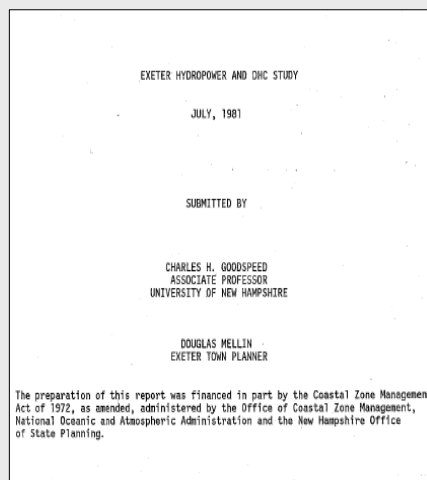 EXETER HYDROPOWER AND DHC STUDY
JULY, 1981
SUBMITTED BY
CHARLES H. GOODSPEED
ASSOCIATE PROFESSOR
UNIVERSITY OF NEW HAMPSHIRE
DOUGLAS MELLIN
EXETER TOWN PLANNER
The preparation of this report was financed in part by the Coastal Zone Managemen
Act of 1972, as amended, administered by the Office of Coastal Zone Management,
National Oceanic and Atmospheric Administration and the New Hampshire Office
of State Planning.